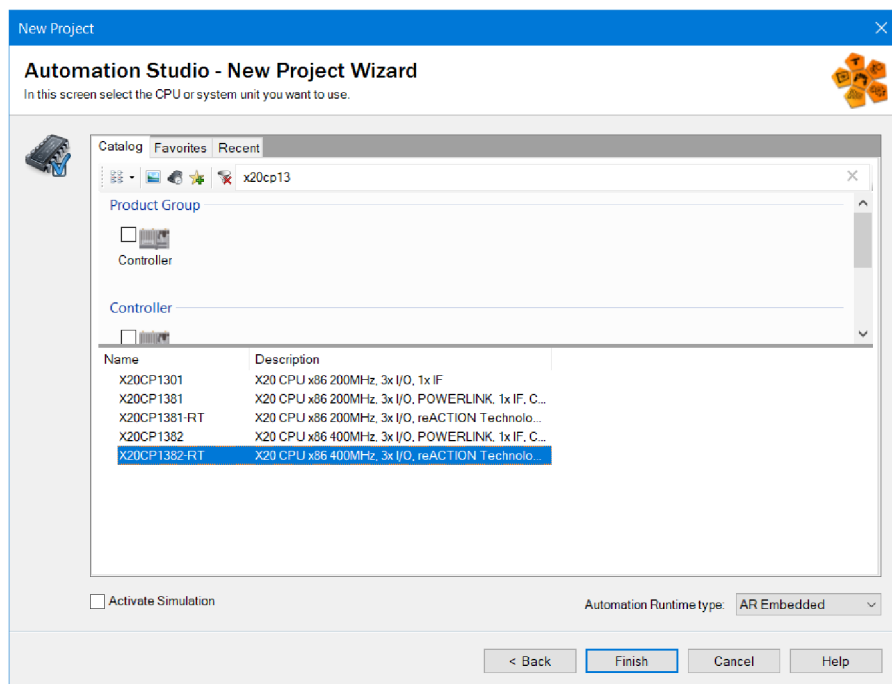 New Project
Automation Studio - New Project Wizard
In this screen select the CPU or system unit you want to use.
Catalog Favorites Recent
x20cp13
Product Group
Controller
Controller
Name Description
X20CP1301 X20 CPU x86 200MHz, 3x I/O, 1x IF
X20CP1381 X20 CPU x86 200MHz, 3x I/O, POWERLINK, 1x IF, C...
X20CP1381-RT X20 CPU x86 200MHz, 3x I/O, reACTION Technolo...
X20CP1382 X20 CPU x86 400MHz, 3x I/O, POWERLINK, 1x IF, C...
X20CP1382-RT X20 CPU x86 400MHz, 3x I/O, reACTION Technolo...
Activate Simulation
Automation Runtime type: AR Embedded
< Back Finish Cancel Help